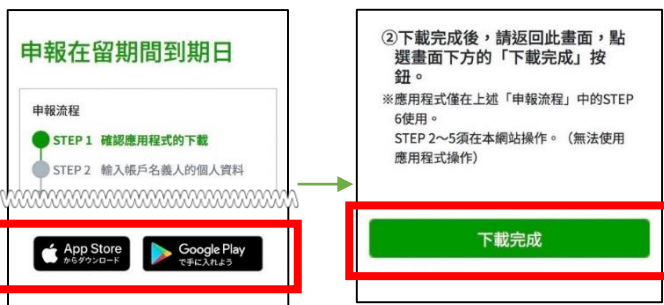 申報在留期間到期日
申報流程
STEP 1 確認應用程式的下載
STEP 2 輸入帳戶名義人的個人資料
App Store
からダウンロード
Google Play
で手に入れよう
②下載完成後，請返回此畫面，點
選畫面下方的「下載完成」按
鈕。
※應用程式僅在上述「申報流程」中的STEP
6使用。
STEP 2～5須在本網站操作。（無法使用
應用程式操作）
下載完成